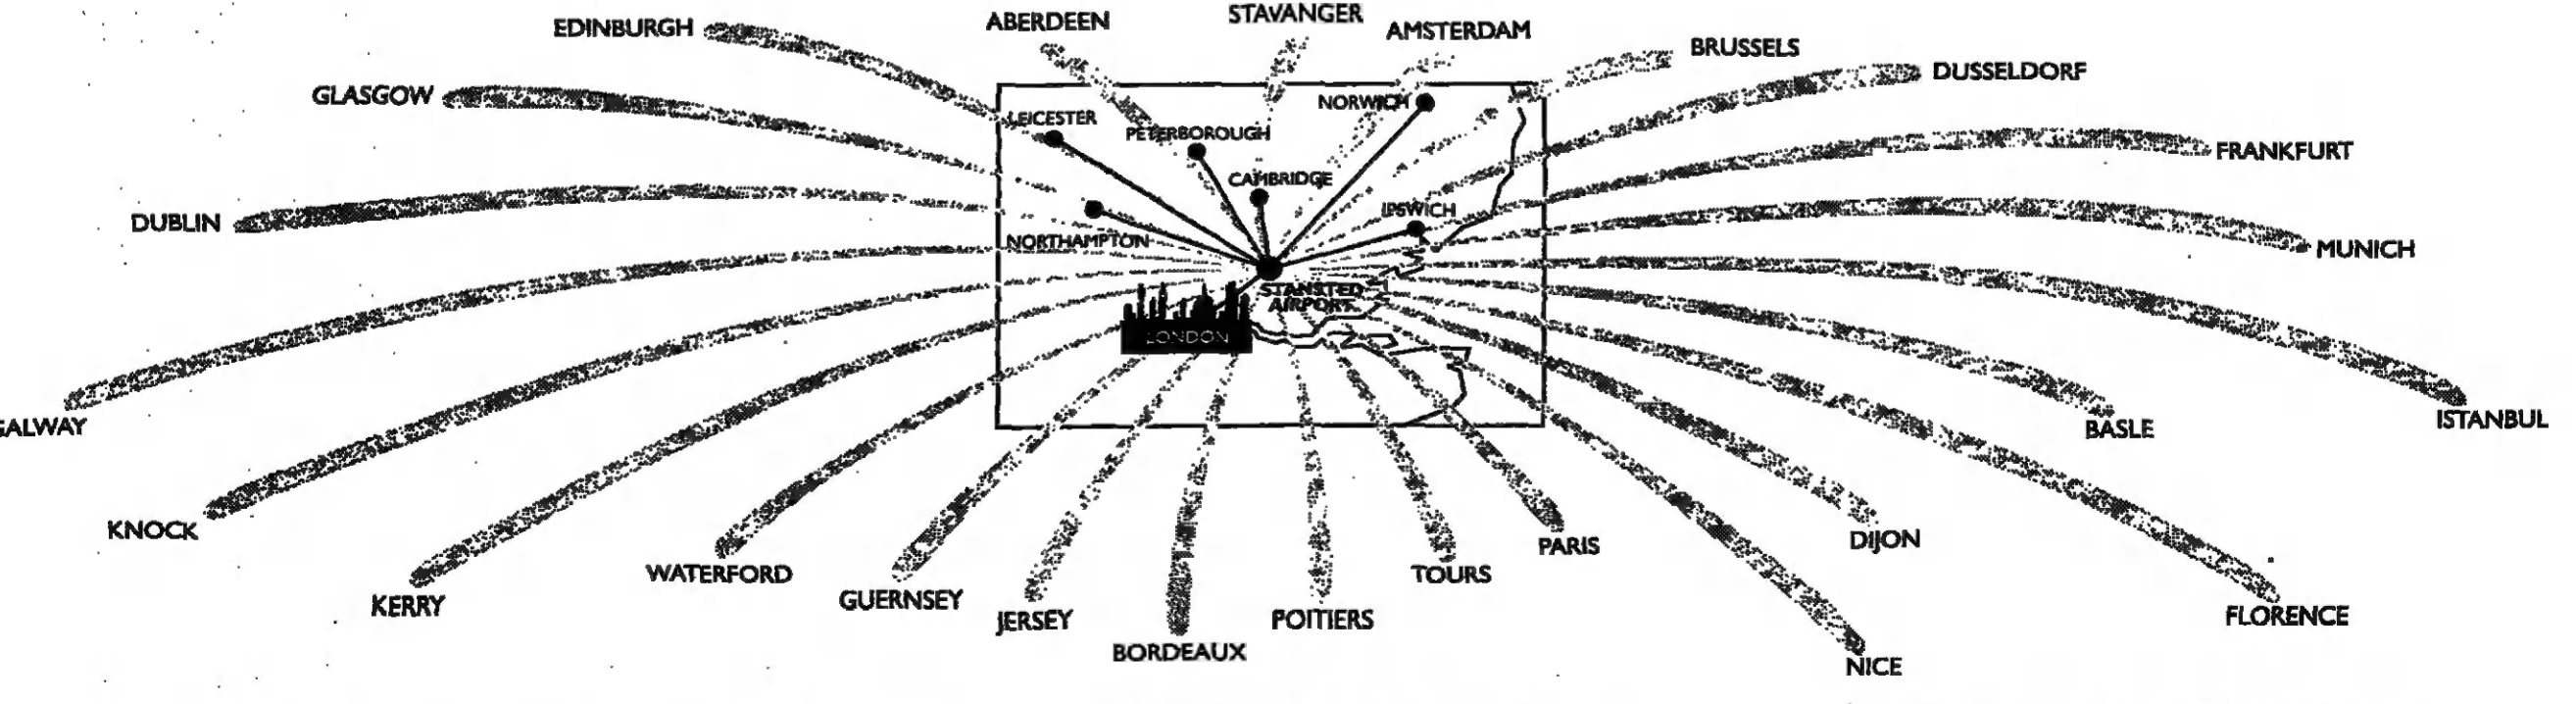 STAVANGER
ABERDEEN
EDINBURGH
AMSTERDAM
BRUSSELS
DUSSELDORF
GLASGOW
NORWICH
LEICESTER
PETERBOROUGH
FRANKFURT
CAMBRIDGE
IPSWICH
DUBLIN
NORTHAMPTON
MUNICH
STANSTED
AIRPORT
LONDON
GALWAY
ISTANBUL
BASLE
KNOCK
DIJON
PARIS
WATERFORD
TOURS
GUERNSEY
KERRY
JERSEY
POITIERS
FLORENCE
BORDEAUX
NICE